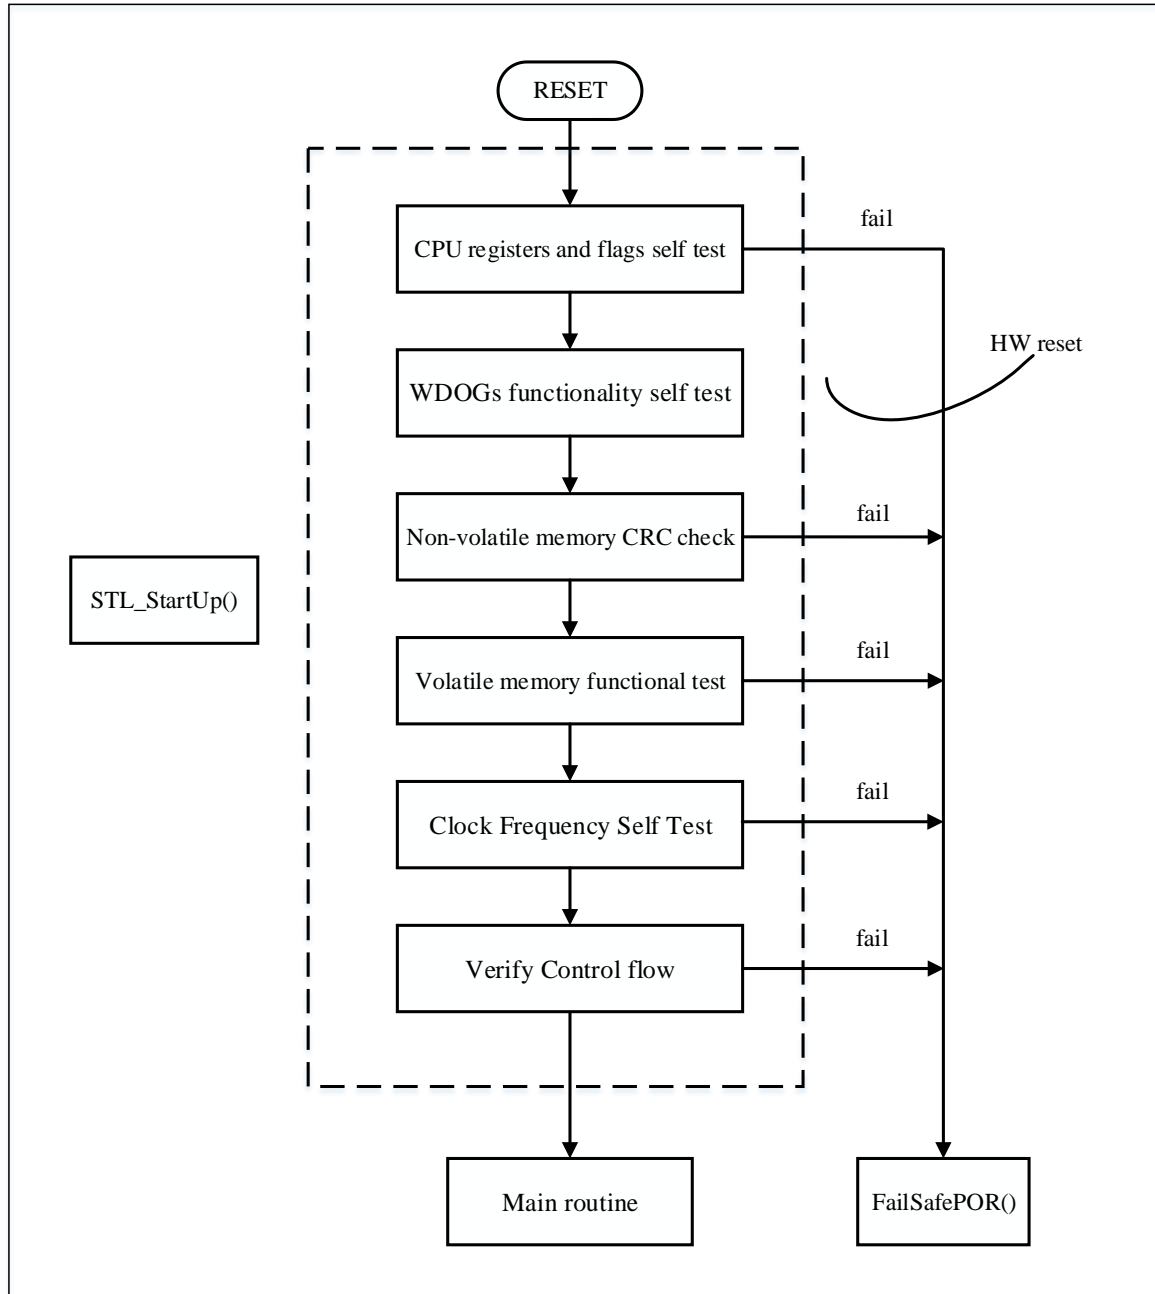 RESET
fail
CPU registers and flags self test
HW reset
WDOGs functionality self test
fail
Non-volatile memory CRC check
STL_StartUp()
fail
Volatile memory functional test
fail
Clock Frequency Self Test
fail
Verify Control flow
Main routine
FailSafePOR()